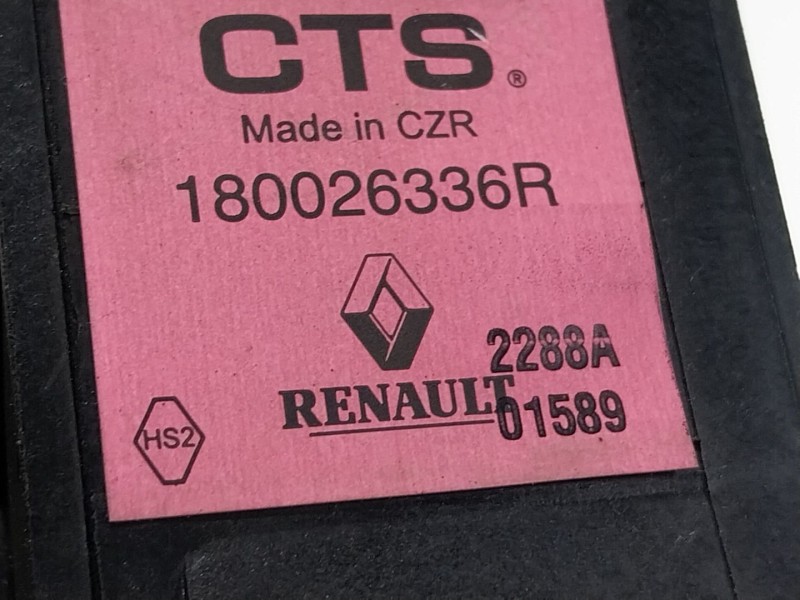 CTS®
Made in CZR
180026336R
2288A
RENAULT
01589
HS2